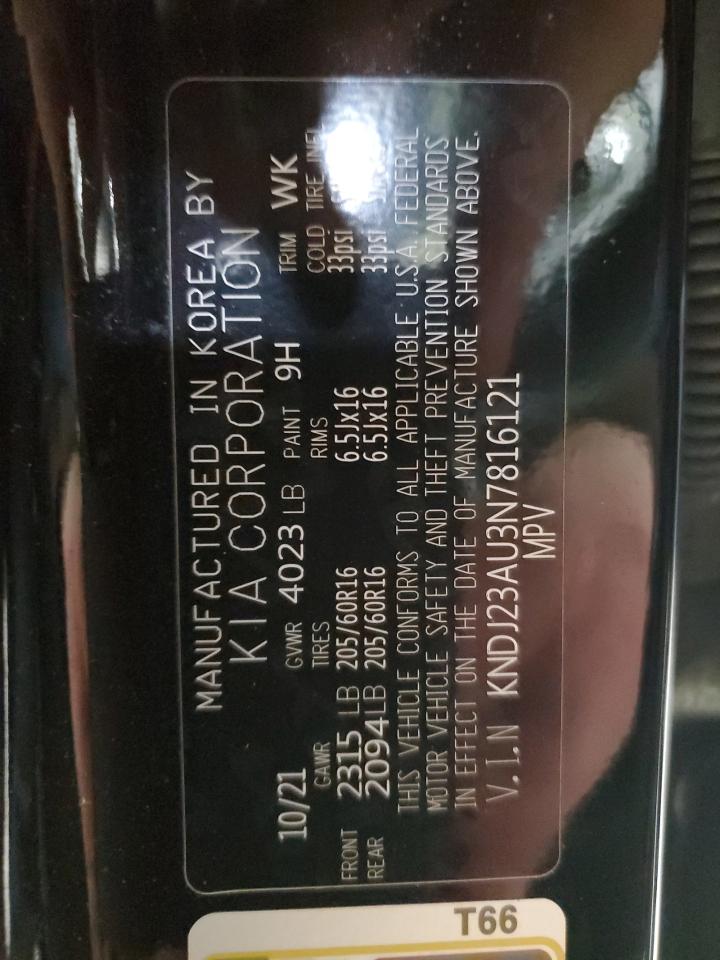 MANUFACTURED IN KOREA BY
KIA CORPORATION
10/21 GVWR 4023 LB PAINT 9H TRIM WK
GAWR TIRES RIMS COLD TIRE
FRONT 2315 LB 205/60R16 6.5Jx16 33psi
REAR 2094 LB 205/60R16 6.5Jx16 33psi
THIS VEHICLE CONFORMS TO ALL APPLICABLE U.S.A. FEDERAL
MOTOR VEHICLE SAFETY AND THEFT PREVENTION STANDARDS
IN EFFECT ON THE DATE OF MANUFACTURE SHOWN ABOVE.
V.I.N KNDJ23AU3N7816121
MPV
T66